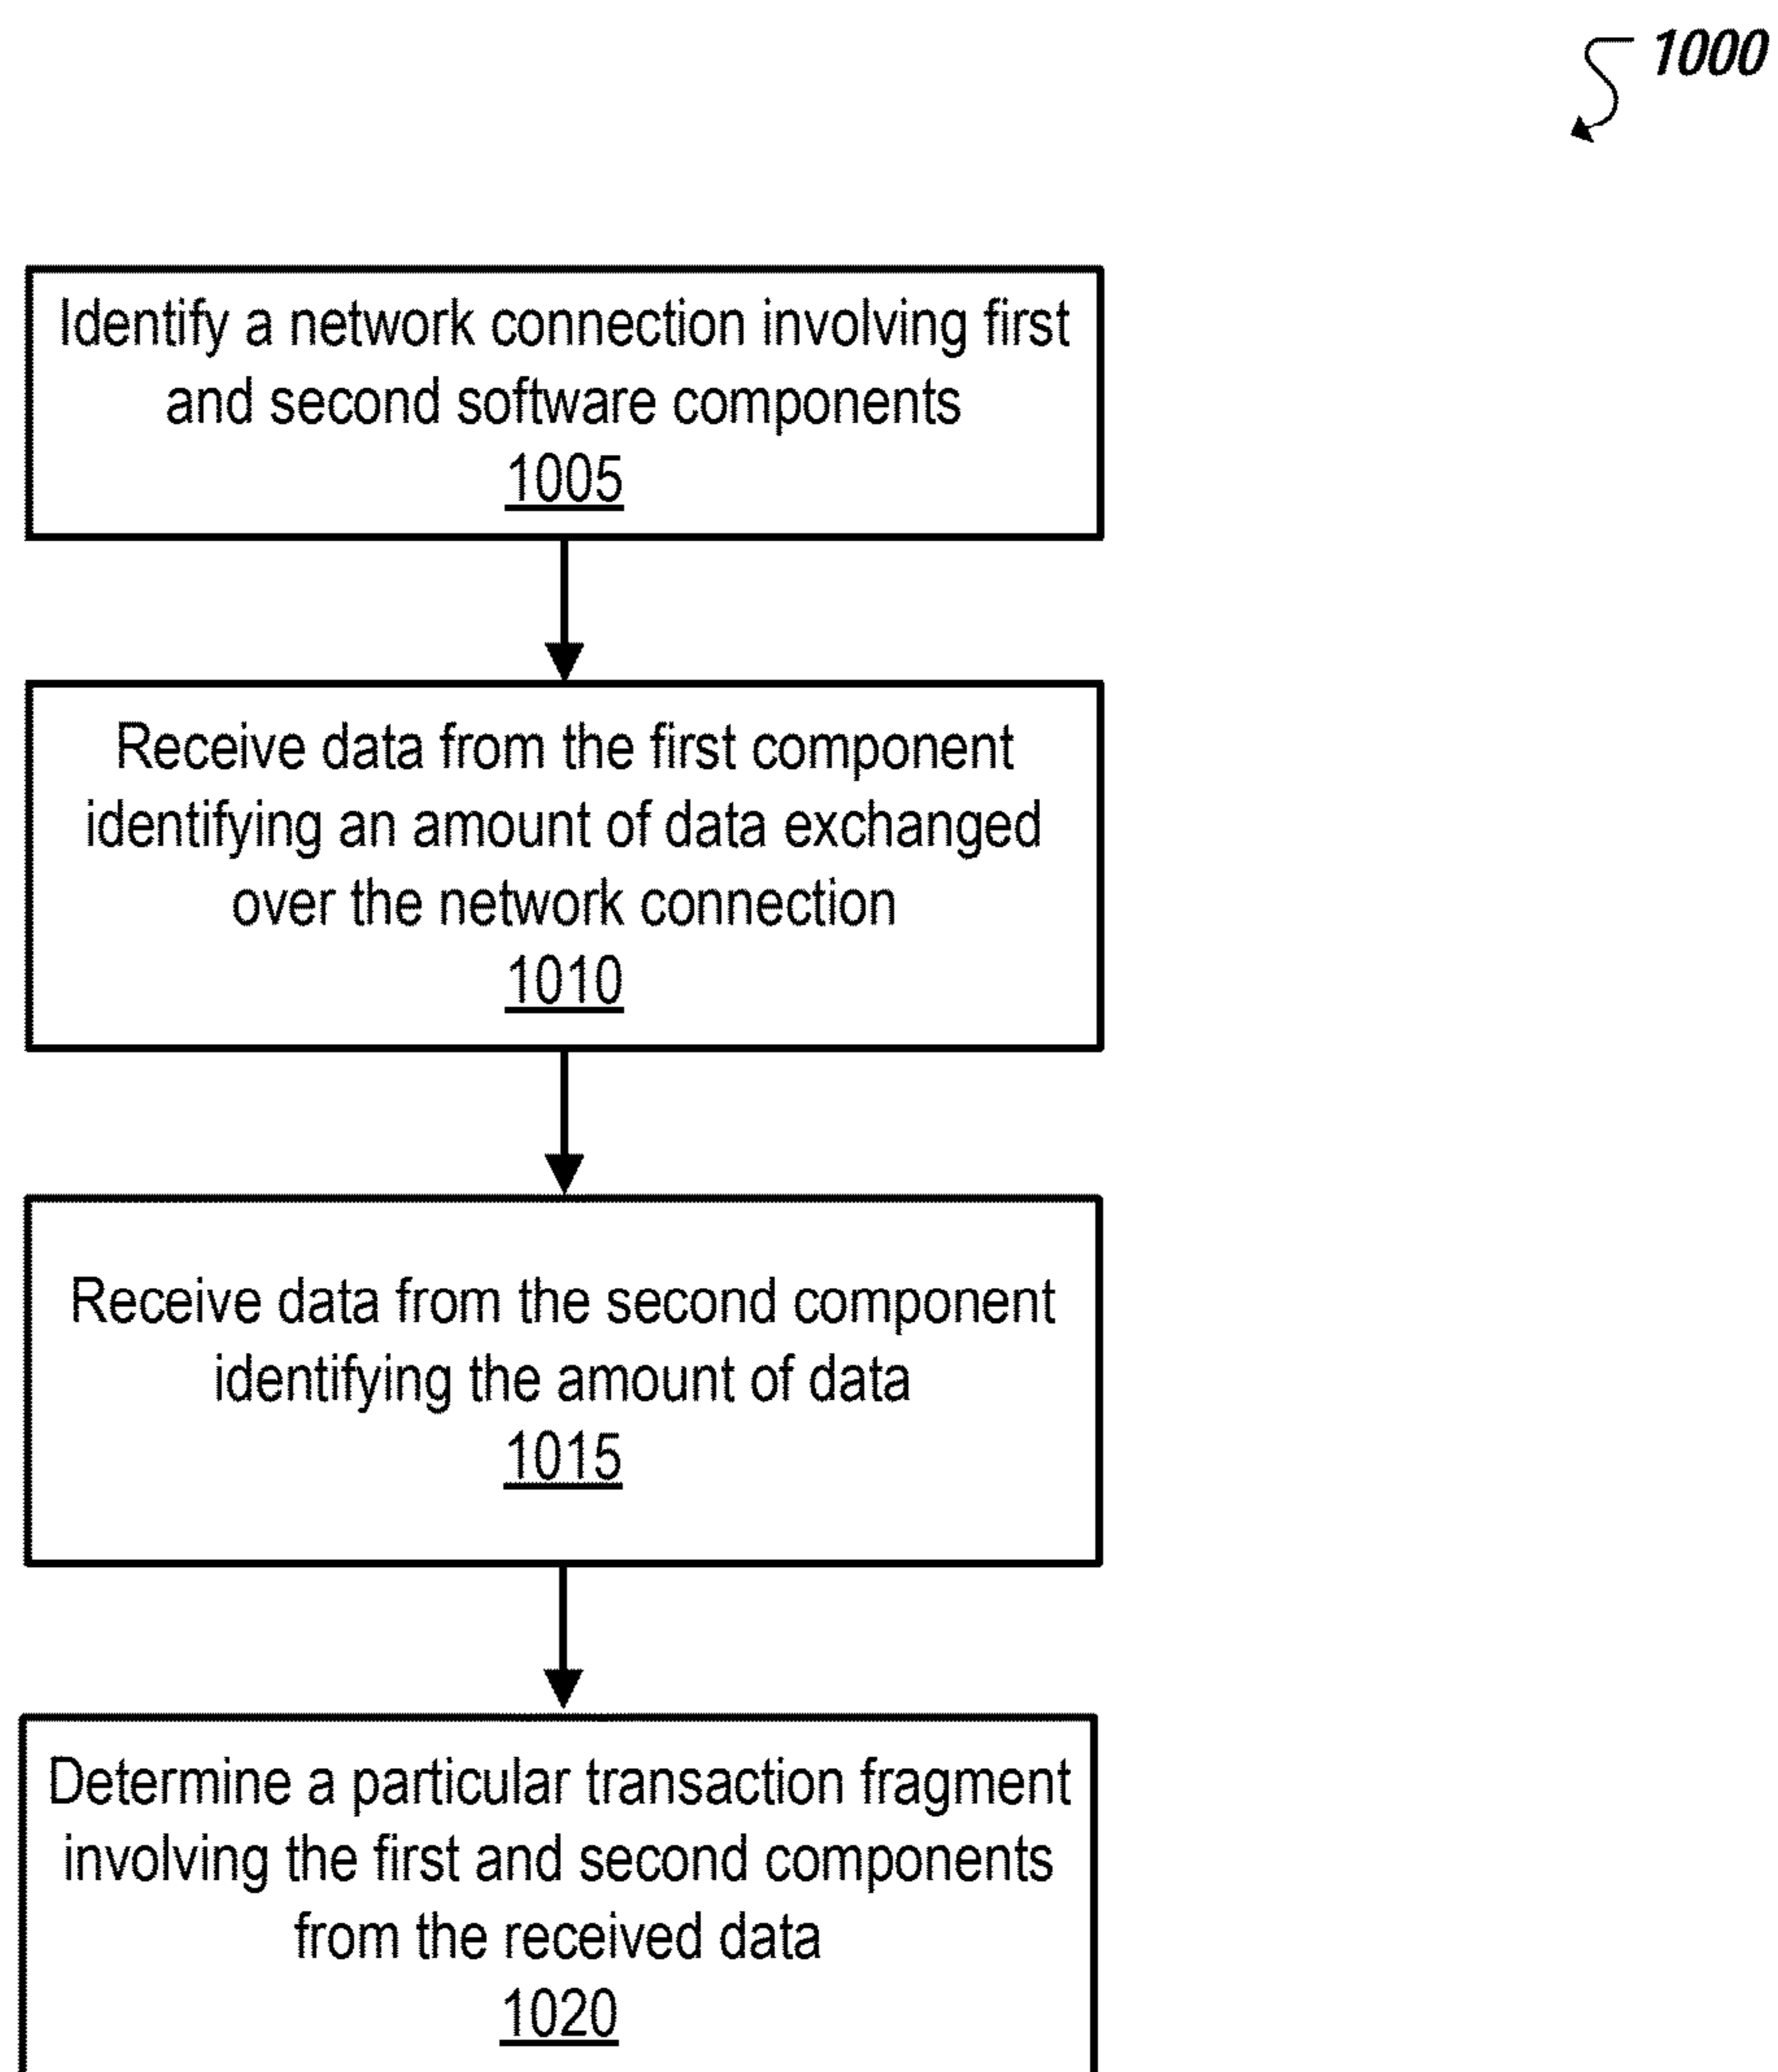 1000
Identify a network connection involving first
and second software components
1005
Receive data from the first component
identifying an amount of data exchanged
over the network connection
1010
Receive data from the second component
identifying the amount of data
1015
Determine a particular transaction fragment
involving the first and second components
from the received data
1020